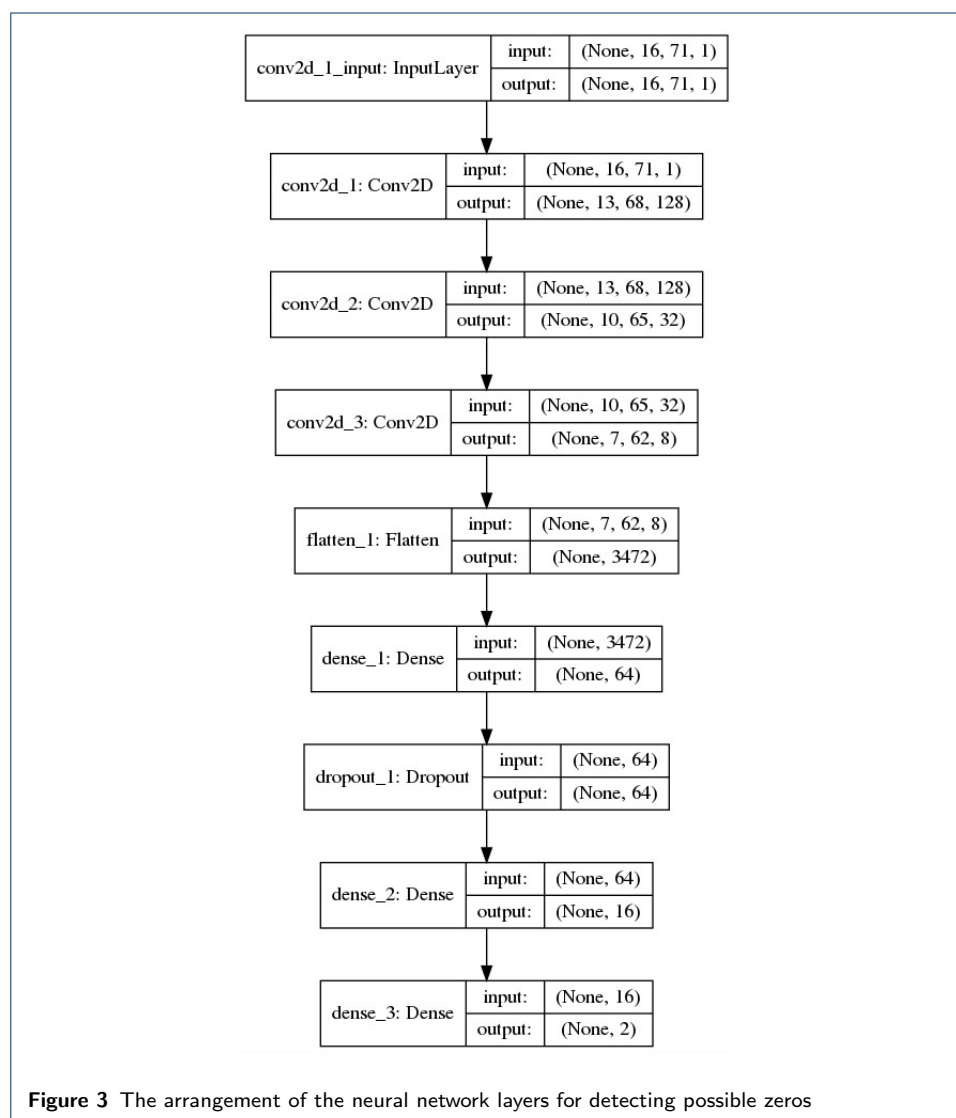 conv2d_1_input: InputLayer
input: (None, 16, 71, 1)
output: (None, 16, 71, 1)
conv2d_1: Conv2D
input: (None, 16, 71, 1)
output: (None, 13, 68, 128)
conv2d_2: Conv2D
input: (None, 13, 68, 128)
output: (None, 10, 65, 32)
conv2d_3: Conv2D
input: (None, 10, 65, 32)
output: (None, 7, 62, 8)
flatten_1: Flatten
input: (None, 7, 62, 8)
output: (None, 3472)
dense_1: Dense
input: (None, 3472)
output: (None, 64)
dropout_1: Dropout
input: (None, 64)
output: (None, 64)
dense_2: Dense
input: (None, 64)
output: (None, 16)
dense_3: Dense
input: (None, 16)
output: (None, 2)
Figure 3 The arrangement of the neural network layers for detecting possible zeros